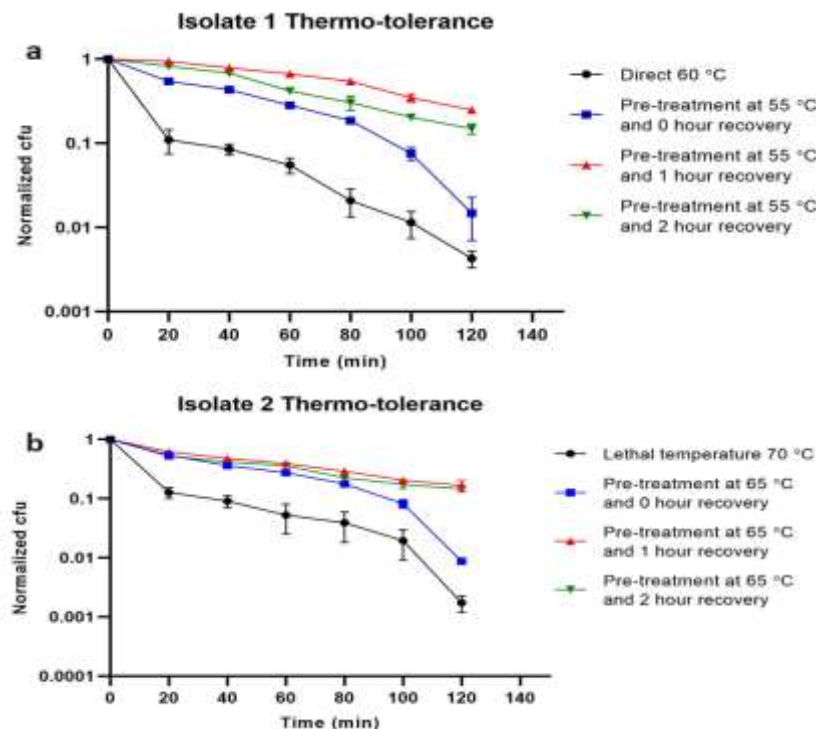 Isolate 1 Thermo-tolerance
a
Normalized cfu
1
0.1
0.01
0.001
0 20 40 60 80 100 120 140
Time (min)
Direct 60 °C
Pre-treatment at 55 °C
and 0 hour recovery
Pre-treatment at 55 °C
and 1 hour recovery
Pre-treatment at 55 °C
and 2 hour recovery
Isolate 2 Thermo-tolerance
b
Normalized cfu
1
0.1
0.01
0.001
0.0001
0 20 40 60 80 100 120 140
Time (min)
Lethal temperature 70 °C
Pre-treatment at 65 °C
and 0 hour recovery
Pre-treatment at 65 °C
and 1 hour recovery
Pre-treatment at 65 °C
and 2 hour recovery